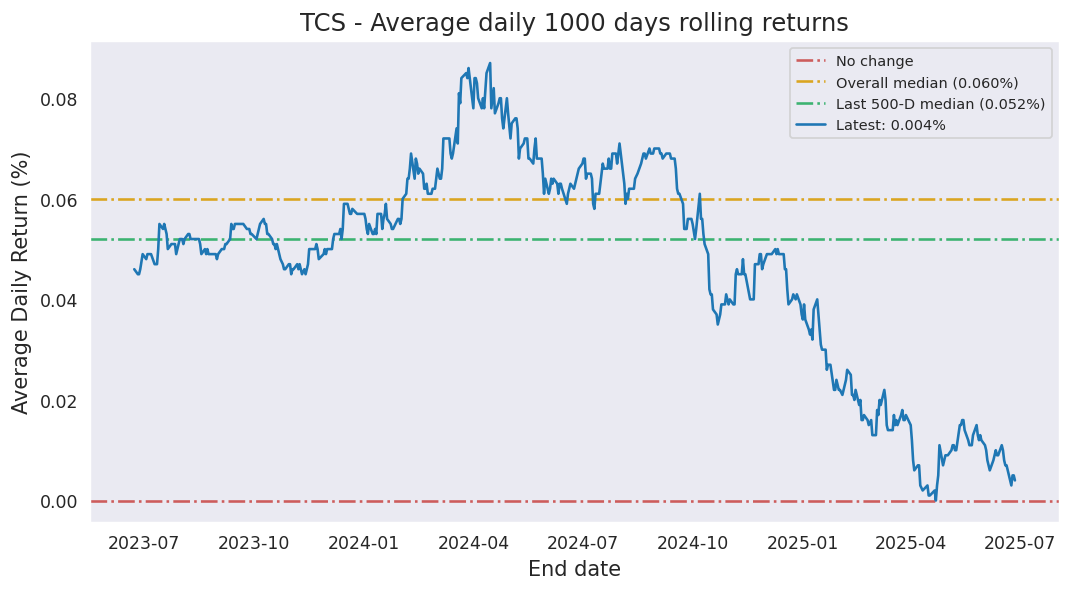 TCS - Average daily 1000 days rolling returns
No change
Overall median (0.060%)
Last 500-D median (0.052%)
Latest: 0.004%
Average Daily Return (%)
0.08
0.06
0.04
0.02
0.00
2023-07 2023-10 2024-01 2024-04 2024-07 2024-10 2025-01 2025-04 2025-07
End date